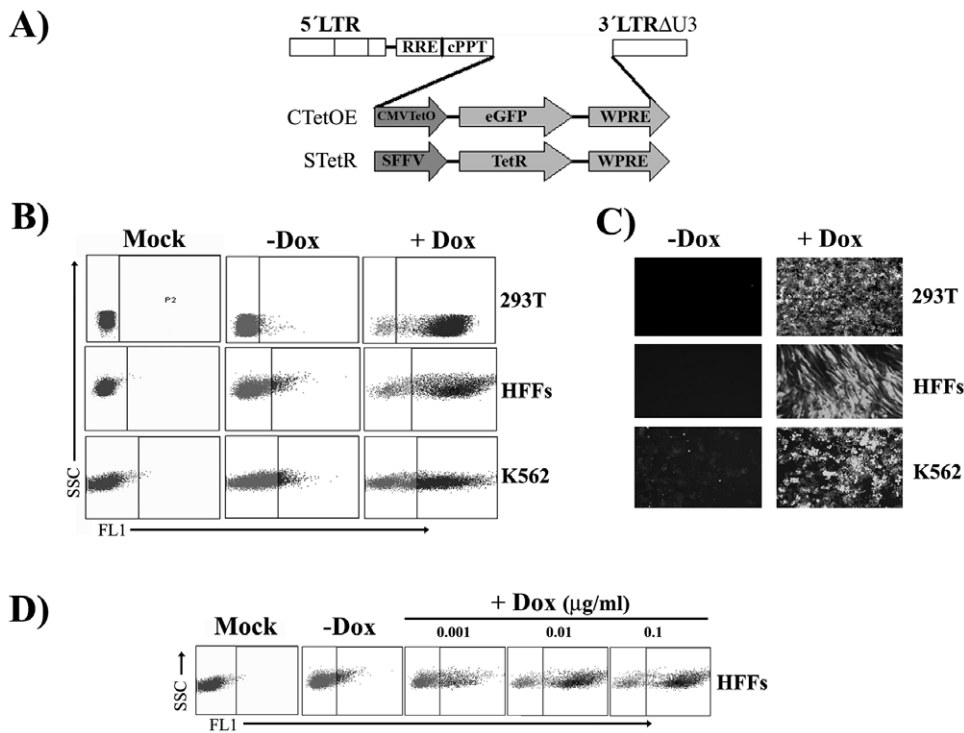 A)
5´LTR
3´LTRΔU3
RRE cPPT
CTetOE
CMVTetO
eGFP
WPRE
STetR
SFFV
TetR
WPRE
B)
Mock
-Dox
+ Dox
P2
293T
HFFs
K562
SSC
FL1
C)
-Dox
+ Dox
293T
HFFs
K562
D)
+ Dox (μg/ml)
Mock
-Dox
0.001
0.01
0.1
SSC
HFFs
FL1